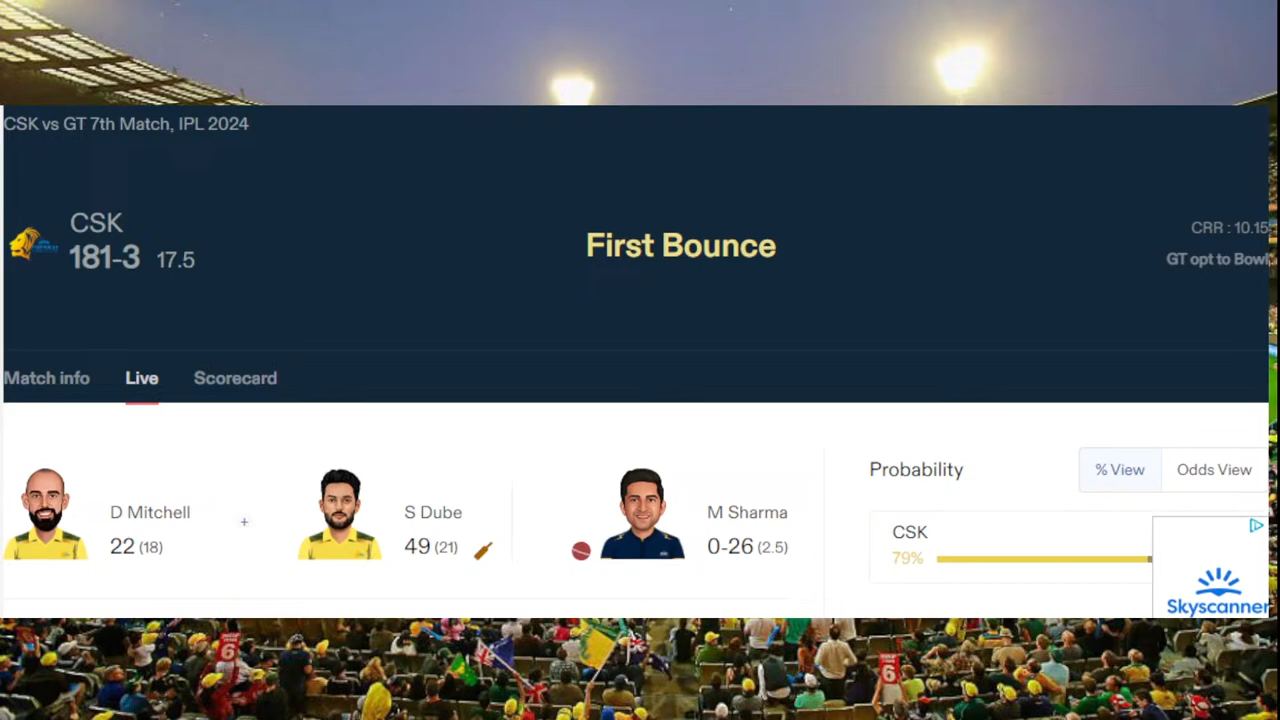 CSK vs GT 7th Match, IPL 2024
CSK
181-3 17.5
First Bounce
CRR : 10.15
GT opt to Bowl
Match info Live Scorecard
D Mitchell
22 (18)
+
S Dube
49 (21)
M Sharma
0-26 (2.5)
Probability
% View Odds View
CSK
79%
Skyscanner
6
6